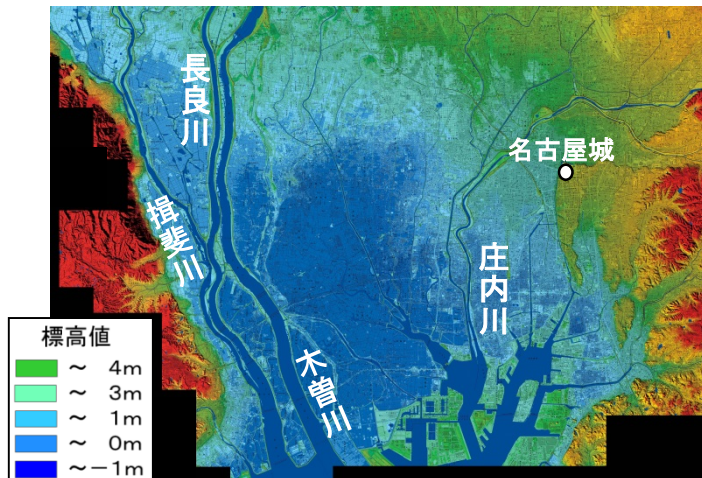 長良川
揖斐川
木曽川
庄内川
名古屋城
標高値
～ 4m
～ 3m
～ 1m
～ 0m
～－1m